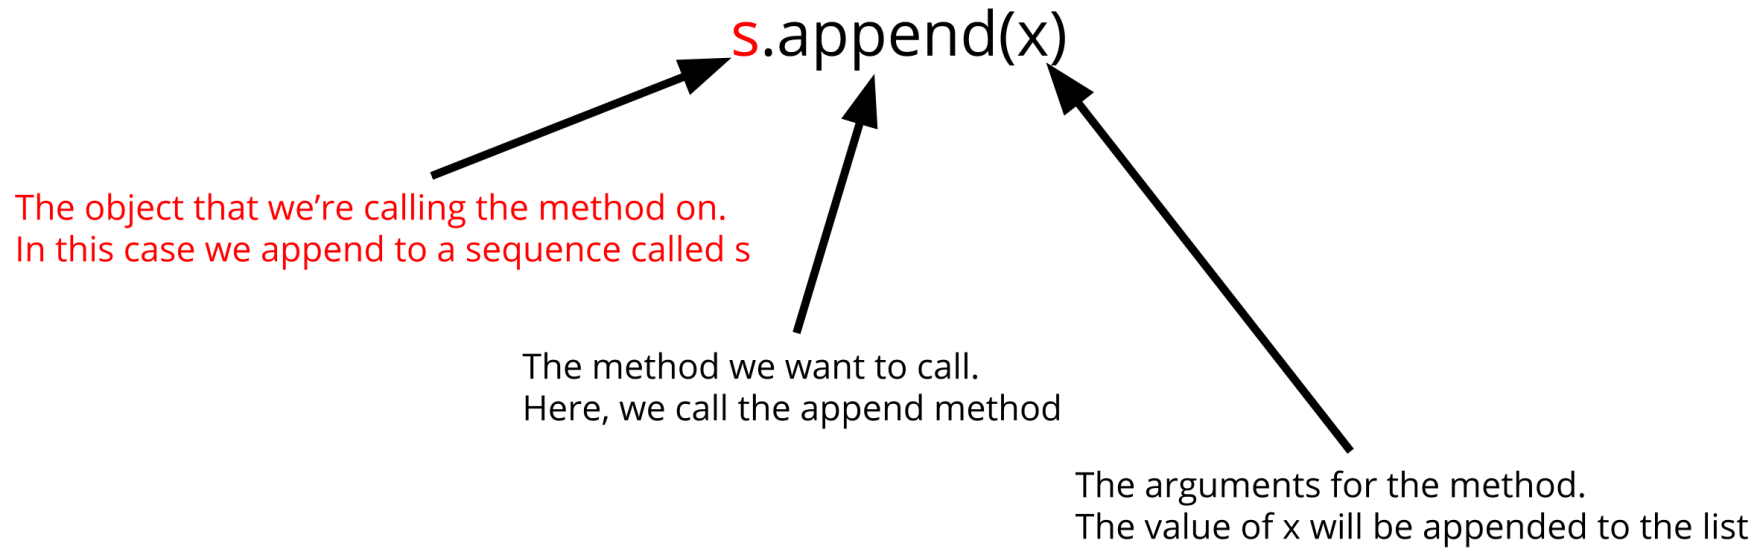 s.append(x)
The object that we’re calling the method on.
In this case we append to a sequence called s
The method we want to call.
Here, we call the append method
The arguments for the method.
The value of x will be appended to the list